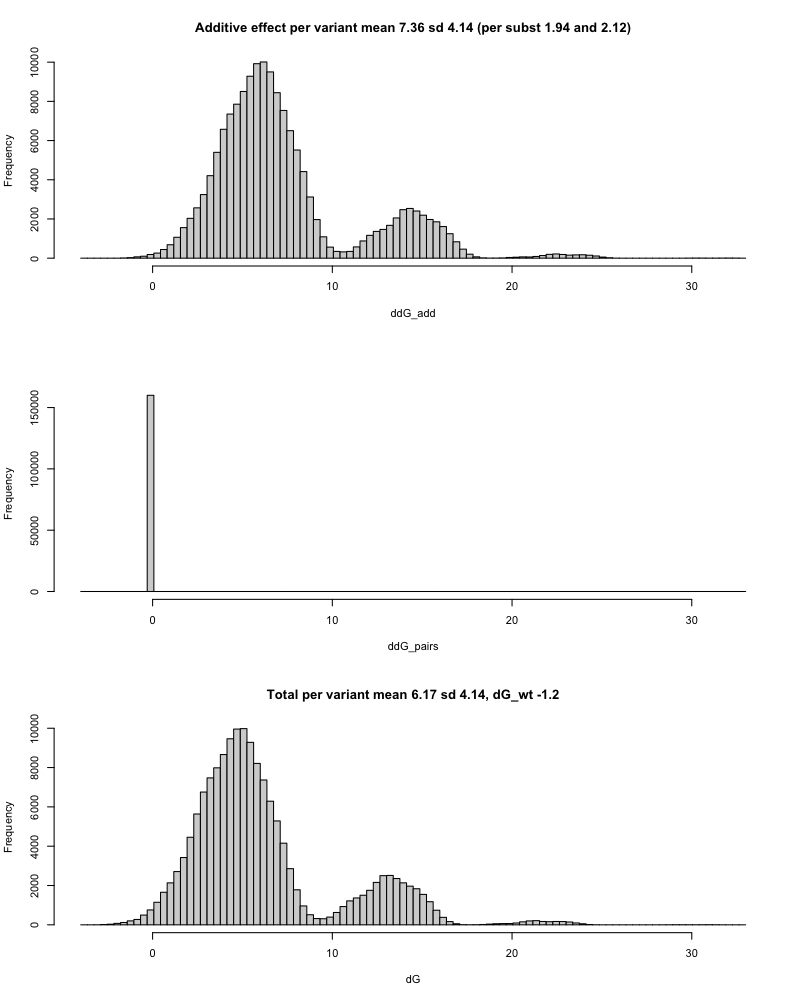 Additive effect per variant mean 7.36 sd 4.14 (per subst 1.94 and 2.12)
Frequency
0
2000
4000
6000
8000
10000
0 10 20 30
ddG_add
Frequency
0
50000
100000
150000
0 10 20 30
ddG_pairs
Total per variant mean 6.17 sd 4.14, dG_wt -1.2
Frequency
0
2000
4000
6000
8000
10000
0 10 20 30
dG